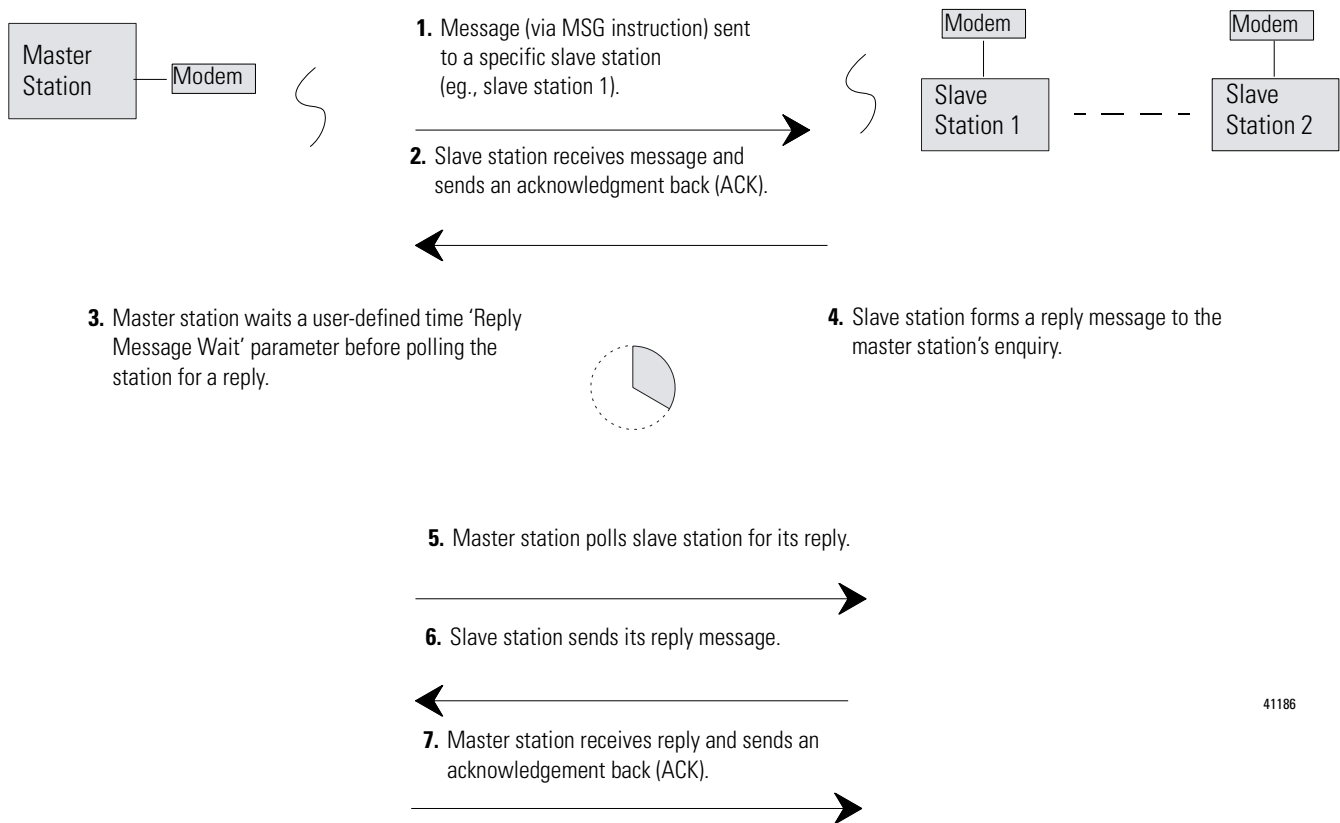 Master
Station
Modem
1. Message (via MSG instruction) sent
to a specific slave station
(eg., slave station 1).
Modem
Slave
Station 1
Modem
Slave
Station 2
2. Slave station receives message and
sends an acknowledgment back (ACK).
3. Master station waits a user-defined time ‘Reply
Message Wait’ parameter before polling the
station for a reply.
4. Slave station forms a reply message to the
master station’s enquiry.
5. Master station polls slave station for its reply.
6. Slave station sends its reply message.
41186
7. Master station receives reply and sends an
acknowledgement back (ACK).